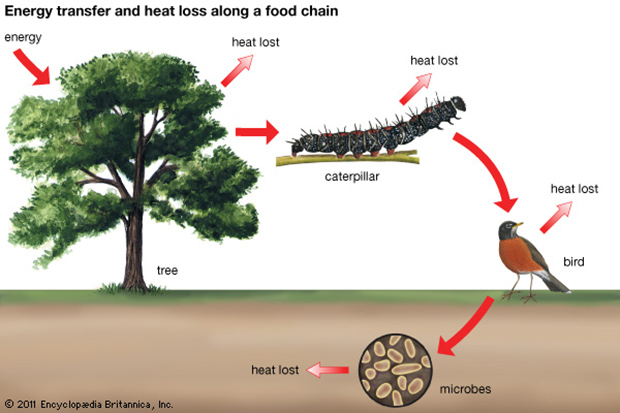 Energy transfer and heat loss along a food chain
energy
heat lost
heat lost
caterpillar
heat lost
bird
tree
heat lost
microbes
© 2011 Encyclopædia Britannica, Inc.